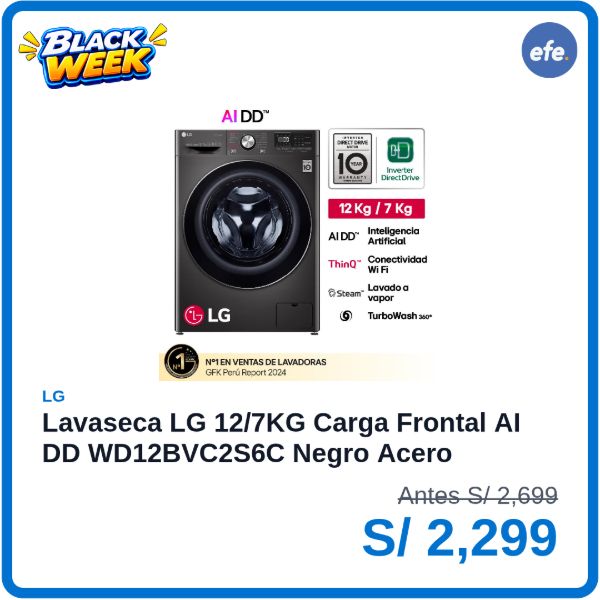 BLACK
WEEK
efe.
AI DD™
LG
INVERTER
DIRECT DRIVE
MOTOR
10
YEAR
WARRANTY
Inverter
DirectDrive
12 Kg / 7 Kg
AI DD™ Inteligencia
Artificial
ThinQ™ Conectividad
Wi Fi
Steam™ Lavado a
vapor
TurboWash 360°
LG
N°1
N°1 EN VENTAS DE LAVADORAS
GFK Perú Report 2024
LG
Lavaseca LG 12/7KG Carga Frontal AI
DD WD12BVC2S6C Negro Acero
Antes S/ 2,699
S/ 2,299